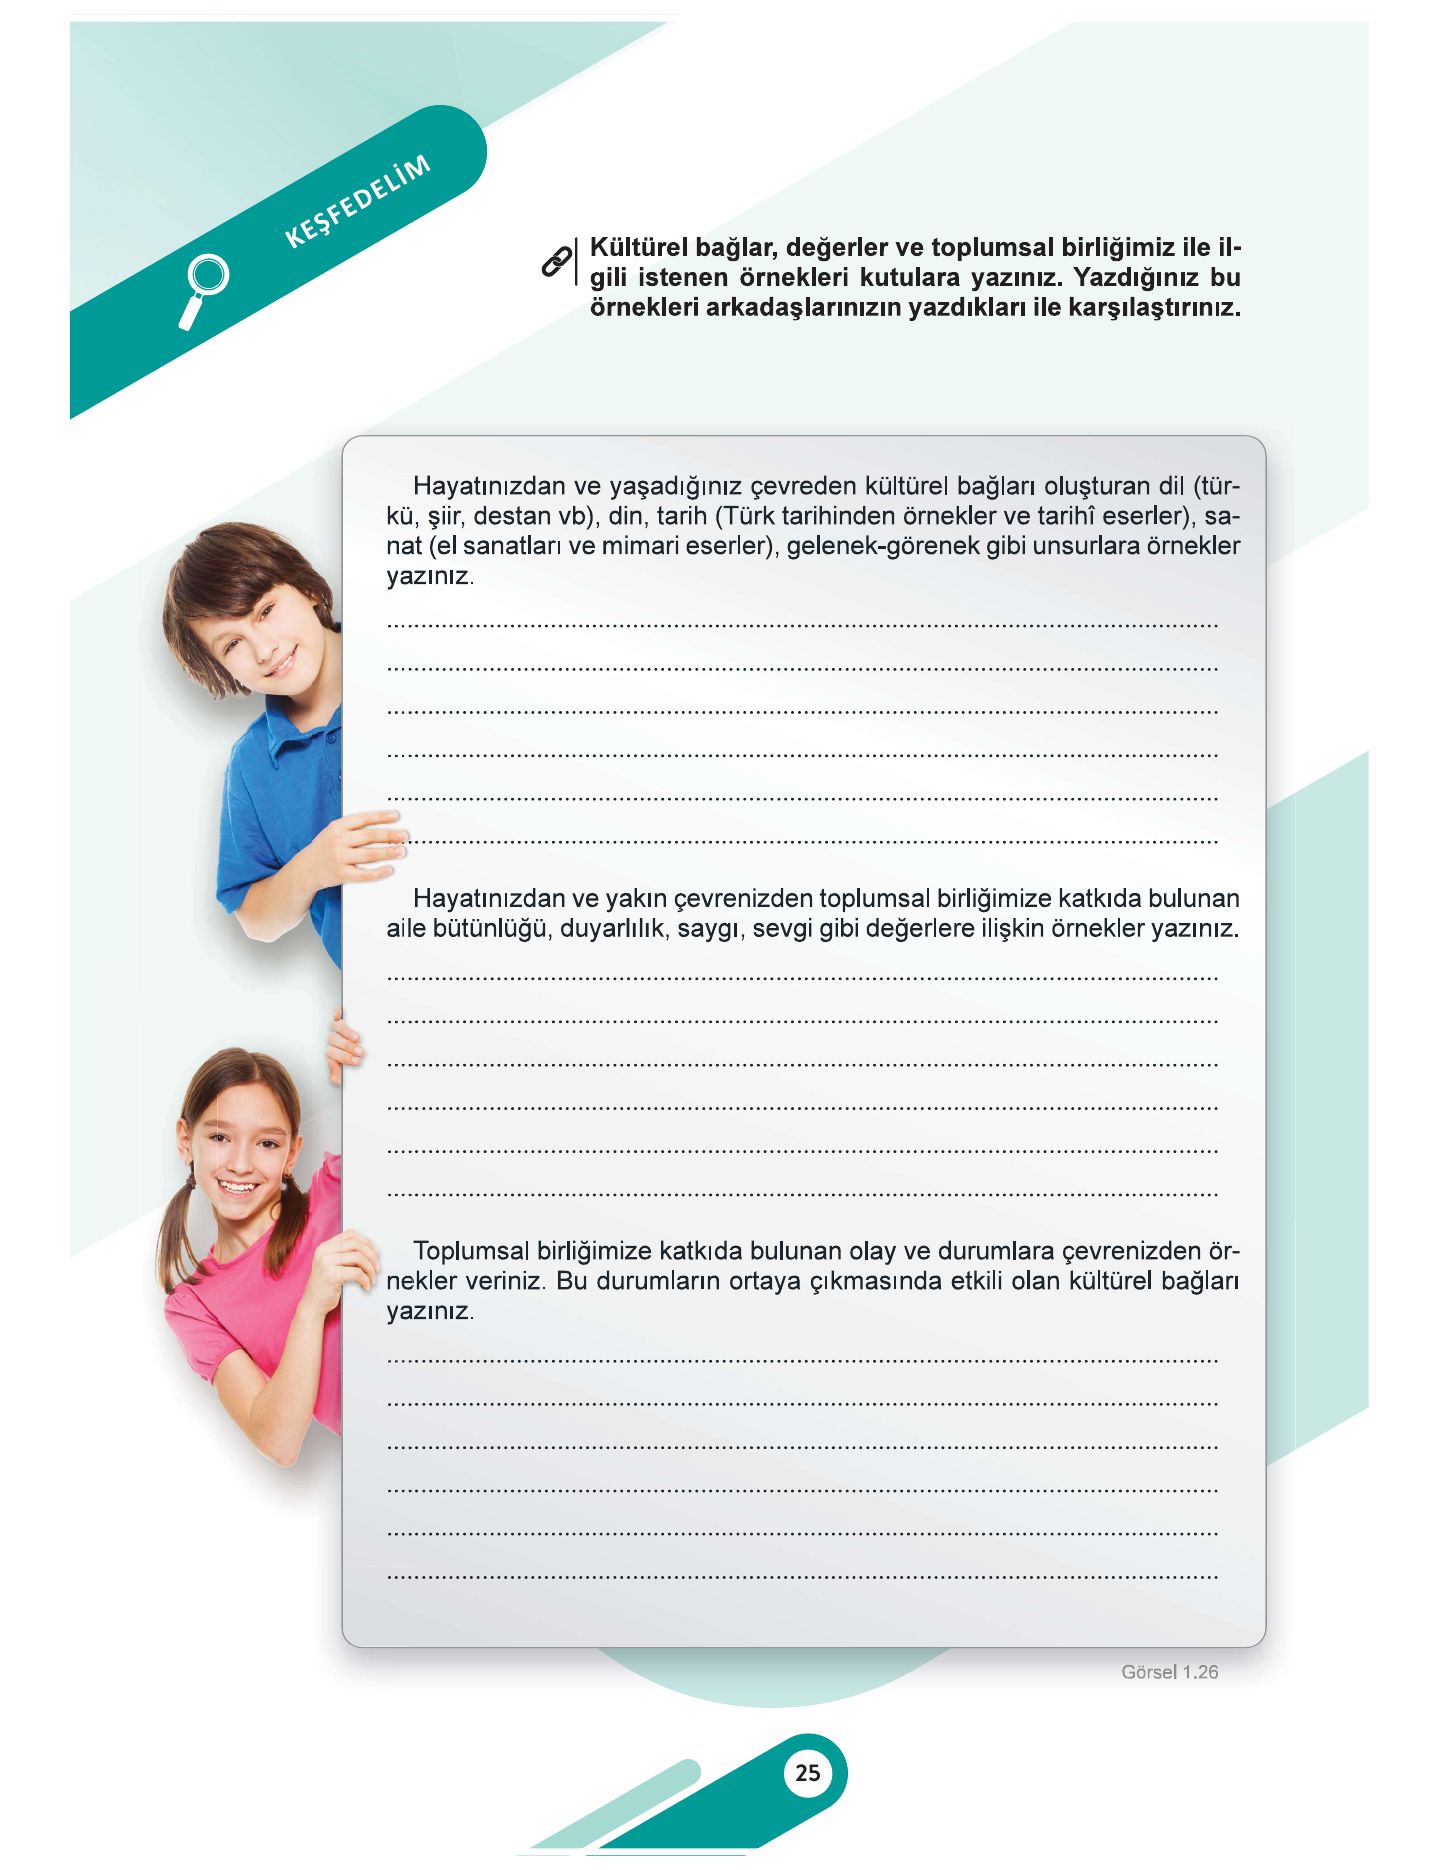 KEŞFEDELİM
Kültürel bağlar, değerler ve toplumsal birliğimiz ile il-
gili istenen örnekleri kutulara yazınız. Yazdığınız bu
örnekleri arkadaşlarınızın yazdıkları ile karşılaştırınız.
Hayatınızdan ve yaşadığınız çevreden kültürel bağları oluşturan dil (tür-
kü, şiir, destan vb), din, tarih (Türk tarihinden örnekler ve tarihî eserler), sa-
nat (el sanatları ve mimari eserler), gelenek-görenek gibi unsurlara örnekler
yazınız.
Hayatınızdan ve yakın çevrenizden toplumsal birliğimize katkıda bulunan
aile bütünlüğü, duyarlılık, saygı, sevgi gibi değerlere ilişkin örnekler yazınız.
Toplumsal birliğimize katkıda bulunan olay ve durumlara çevrenizden ör-
nekler veriniz. Bu durumların ortaya çıkmasında etkili olan kültürel bağları
yazınız.
Görsel 1.26
25